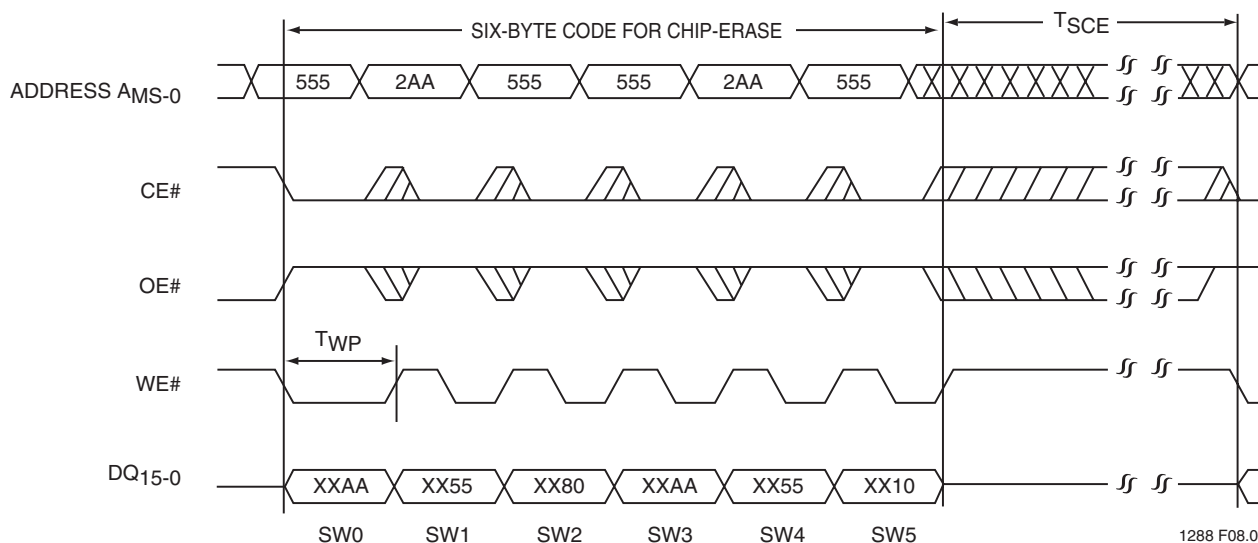 SIX-BYTE CODE FOR CHIP-ERASE
TSCE
ADDRESS AMS-0
555 2AA 555 555 2AA 555
CE#
OE#
TWP
WE#
DQ15-0
XXAA XX55 XX80 XXAA XX55 XX10
SW0 SW1 SW2 SW3 SW4 SW5
1288 F08.0